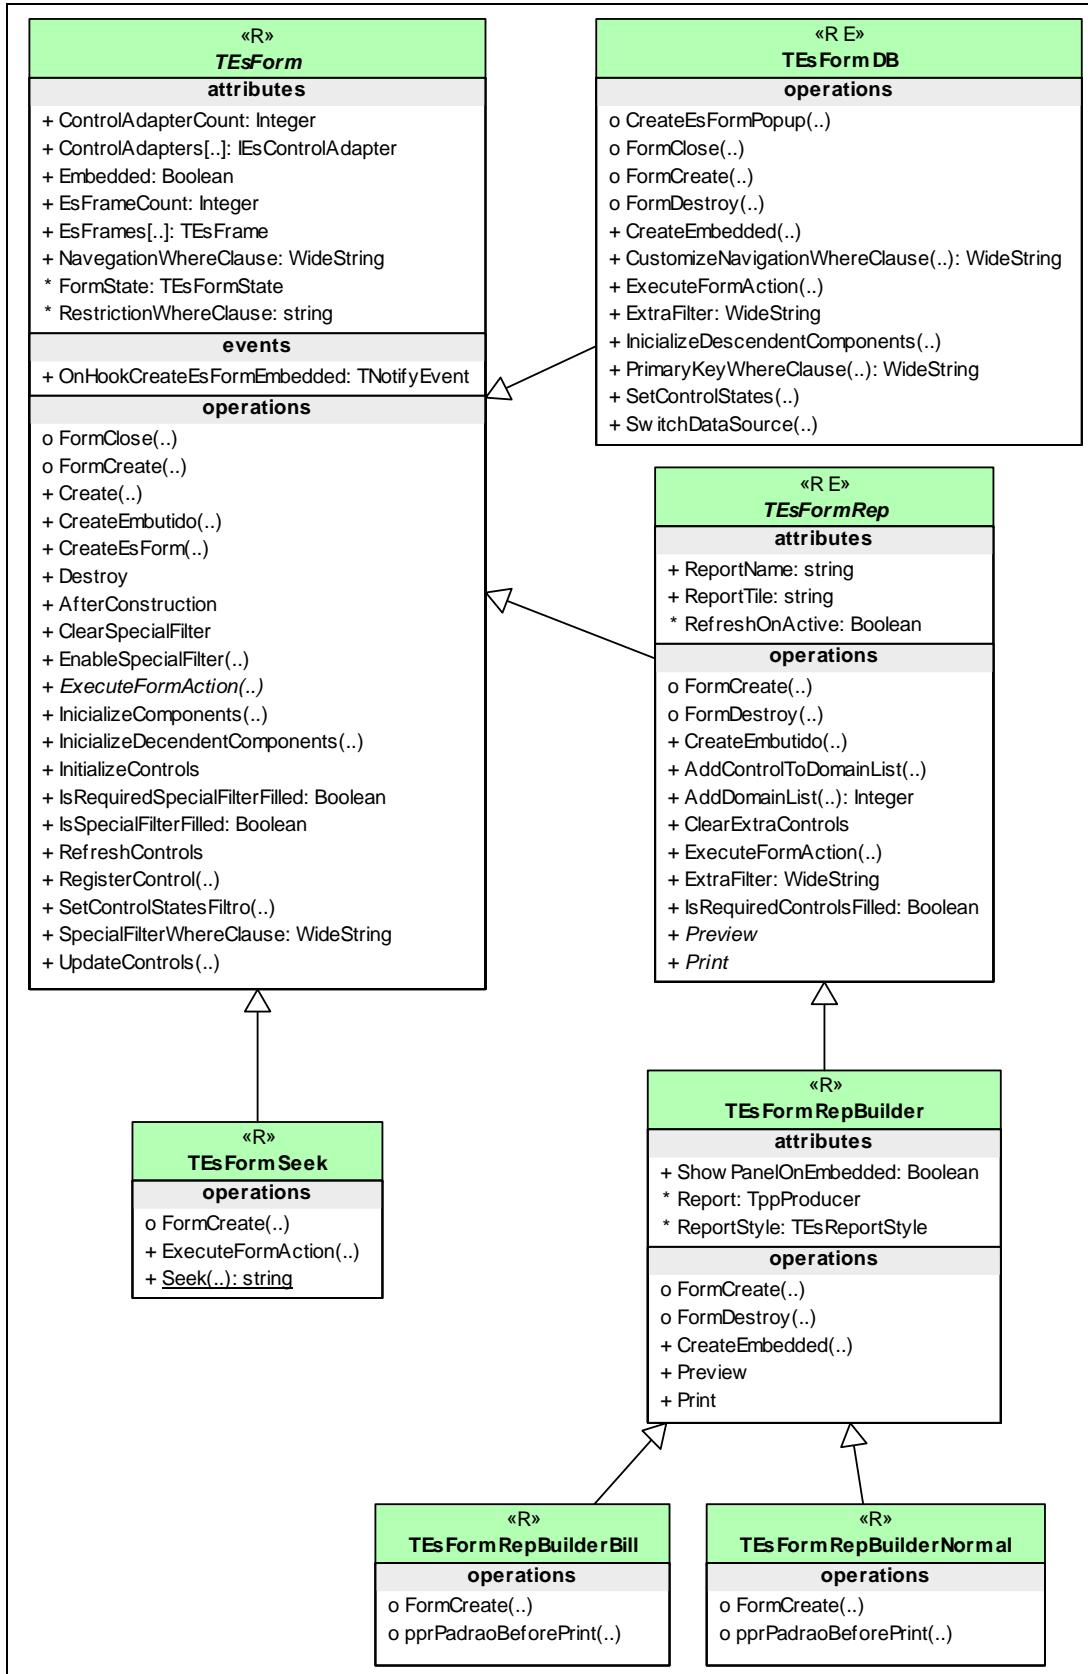 «R»
TEsForm
attributes
+ ControlAdapterCount: Integer
+ ControlAdapters[..]: IEsControlAdapter
+ Embedded: Boolean
+ EsFrameCount: Integer
+ EsFrames[..]: TEsFrame
+ NavegationWhereClause: WideString
* FormState: TEsFormState
* RestrictionWhereClause: string
events
+ OnHookCreateEsFormEmbedded: TNotifyEvent
operations
o FormClose(..)
o FormCreate(..)
+ Create(..)
+ CreateEmbutido(..)
+ CreateEsForm(..)
+ Destroy
+ AfterConstruction
+ ClearSpecialFilter
+ EnableSpecialFilter(..)
+ ExecuteFormAction(..)
+ InicializeComponents(..)
+ InicializeDecendentComponents(..)
+ InitializeControls
+ IsRequiredSpecialFilterFilled: Boolean
+ IsSpecialFilterFilled: Boolean
+ RefreshControls
+ RegisterControl(..)
+ SetControlStatesFiltro(..)
+ SpecialFilterWhereClause: WideString
+ UpdateControls(..)
«R E»
TEsFormDB
operations
o CreateEsFormPopup(..)
o FormClose(..)
o FormCreate(..)
o FormDestroy(..)
+ CreateEmbedded(..)
+ CustomizeNavigationWhereClause(..): WideString
+ ExecuteFormAction(..)
+ ExtraFilter: WideString
+ InicializeDescendentComponents(..)
+ PrimaryKeyWhereClause(..): WideString
+ SetControlStates(..)
+ SwitchDataSource(..)
«R E»
TEsFormRep
attributes
+ ReportName: string
+ ReportTile: string
* RefreshOnActive: Boolean
operations
o FormCreate(..)
o FormDestroy(..)
+ CreateEmbutido(..)
+ AddControlToDomainList(..)
+ AddDomainList(..): Integer
+ ClearExtraControls
+ ExecuteFormAction(..)
+ ExtraFilter: WideString
+ IsRequiredControlsFilled: Boolean
+ Preview
+ Print
«R»
TEsFormSeek
operations
o FormCreate(..)
+ ExecuteFormAction(..)
+ Seek(..): string
«R»
TEsFormRepBuilder
attributes
+ ShowPanelOnEmbedded: Boolean
* Report: TppProducer
* ReportStyle: TEsReportStyle
operations
o FormCreate(..)
o FormDestroy(..)
+ CreateEmbedded(..)
+ Preview
+ Print
«R»
TEsFormRepBuilderBill
operations
o FormCreate(..)
o pprPadraoBeforePrint(..)
«R»
TEsFormRepBuilderNormal
operations
o FormCreate(..)
o pprPadraoBeforePrint(..)